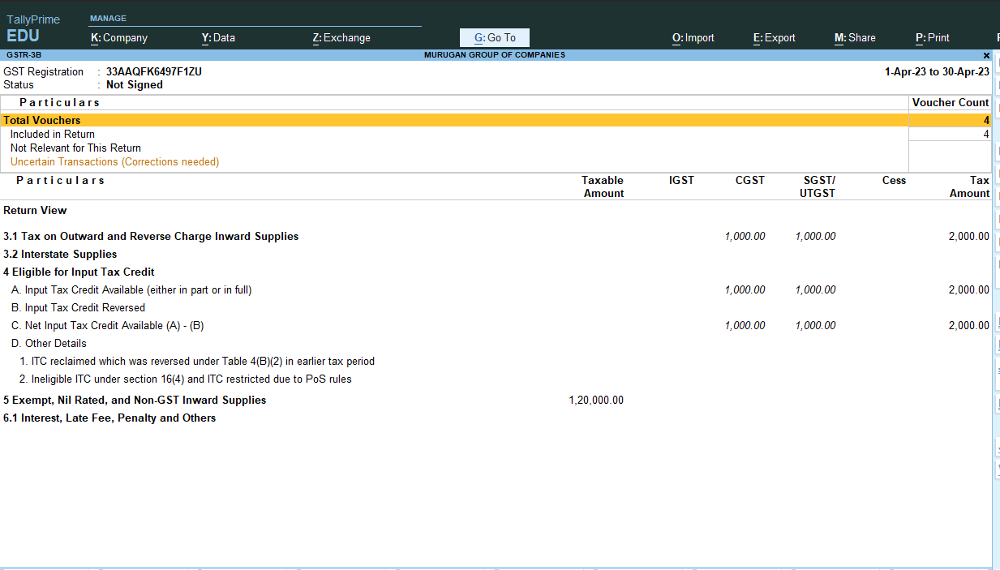 TallyPrime
EDU
MANAGE
K: Company Y: Data Z: Exchange G: Go To O: Import E: Export M: Share P: Print
GSTR-3B MURUGAN GROUP OF COMPANIES x
GST Registration : 33AAQFK6497F1ZU 1-Apr-23 to 30-Apr-23
Status : Not Signed
Particulars Voucher Count
Total Vouchers 4
Included in Return 4
Not Relevant for This Return
Uncertain Transactions (Corrections needed)
Particulars Taxable IGST CGST SGST/ Cess Tax
Amount UTGST Amount
Return View
3.1 Tax on Outward and Reverse Charge Inward Supplies 1,000.00 1,000.00 2,000.00
3.2 Interstate Supplies
4 Eligible for Input Tax Credit
A. Input Tax Credit Available (either in part or in full) 1,000.00 1,000.00 2,000.00
B. Input Tax Credit Reversed
C. Net Input Tax Credit Available (A) - (B) 1,000.00 1,000.00 2,000.00
D. Other Details
1. ITC reclaimed which was reversed under Table 4(B)(2) in earlier tax period
2. Ineligible ITC under section 16(4) and ITC restricted due to PoS rules
5 Exempt, Nil Rated, and Non-GST Inward Supplies 1,20,000.00
6.1 Interest, Late Fee, Penalty and Others